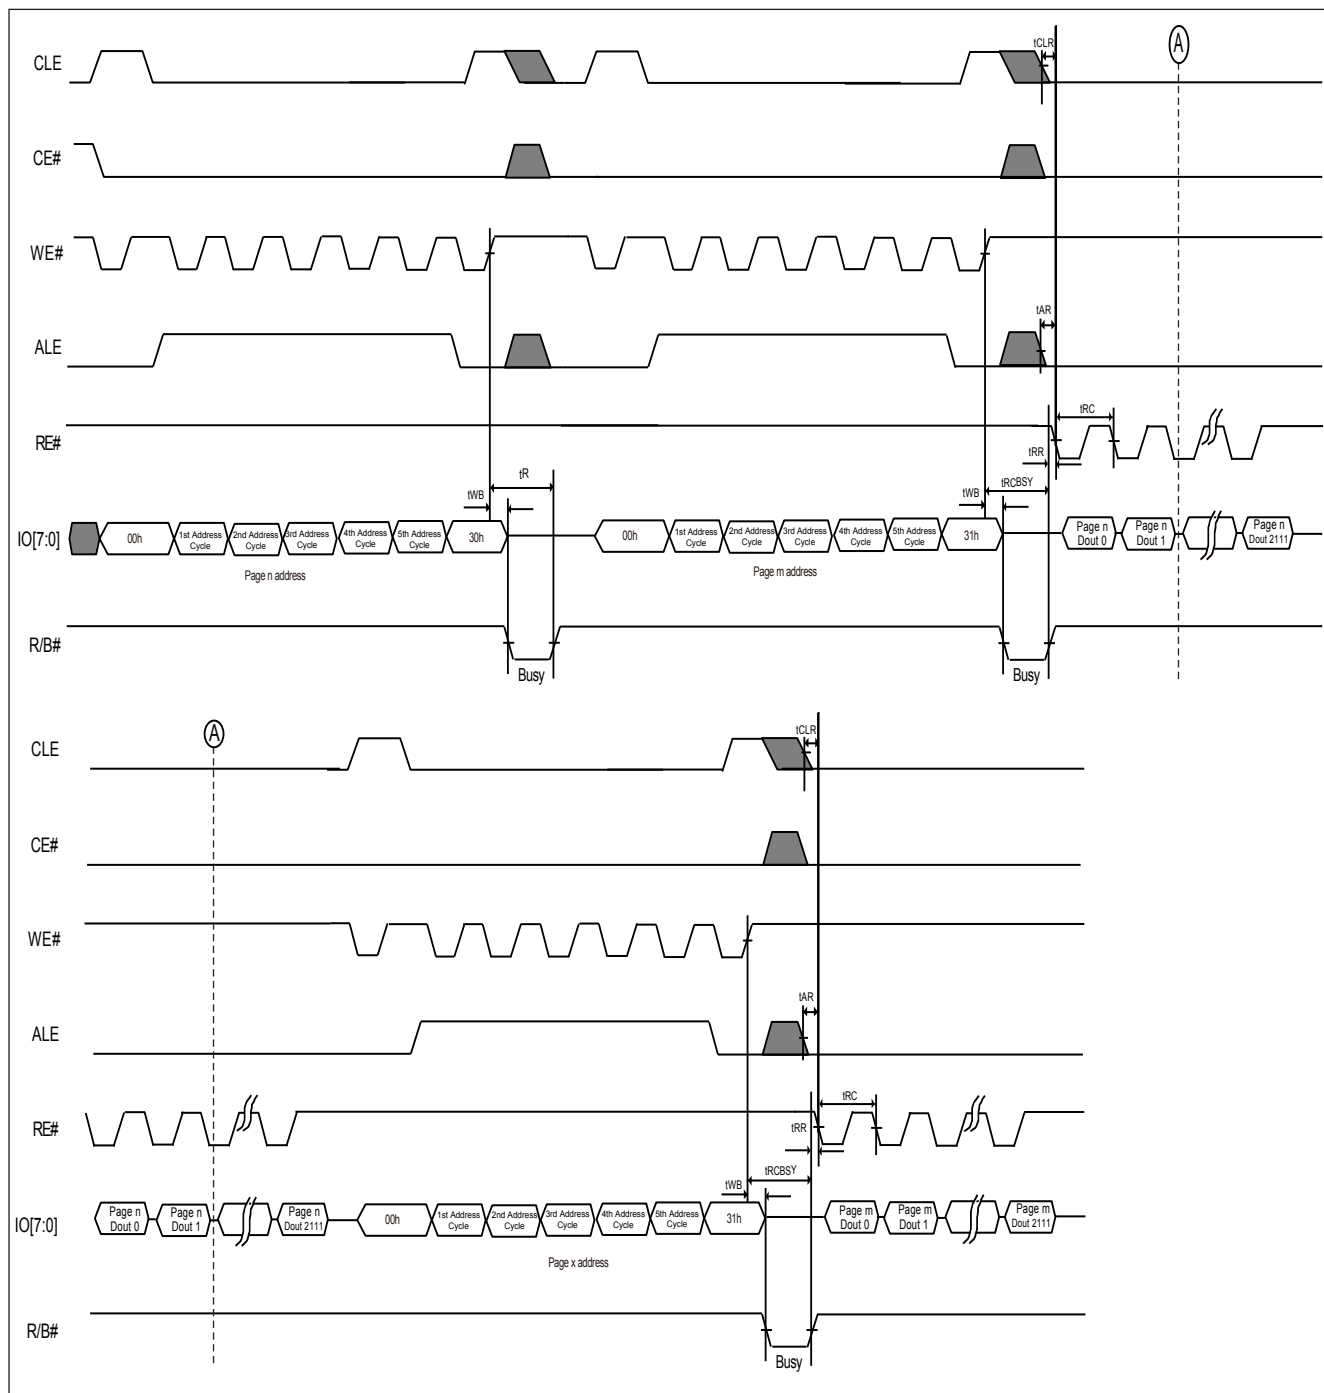 tCLR
A
CLE
CE#
WE#
tAR
ALE
tRC
RE#
tRR
tR
tRCBSY
tWB
tWB
IO[7:0]
00h
1st Address Cycle
2nd Address Cycle
3rd Address Cycle
4th Address Cycle
5th Address Cycle
30h
00h
1st Address Cycle
2nd Address Cycle
3rd Address Cycle
4th Address Cycle
5th Address Cycle
31h
Page n Dout 0
Page n Dout 1
Page n Dout 2111
Page n address
Page m address
R/B#
Busy
Busy
A
tCLR
CLE
CE#
WE#
tAR
ALE
tRC
RE#
tRR
tRCBSY
tWB
IO[7:0]
Page n Dout 0
Page n Dout 1
Page n Dout 2111
00h
1st Address Cycle
2nd Address Cycle
3rd Address Cycle
4th Address Cycle
5th Address Cycle
31h
Page m Dout 0
Page m Dout 1
Page m Dout 2111
Page x address
R/B#
Busy